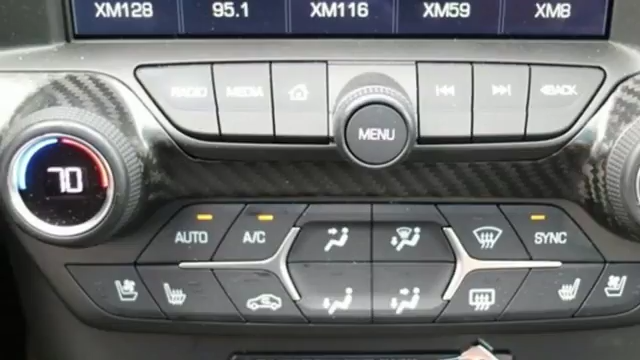 XM128 95.1 XM116 XM59 XM8
RADIO MEDIA BACK
MENU
70
AUTO A/C SYNC